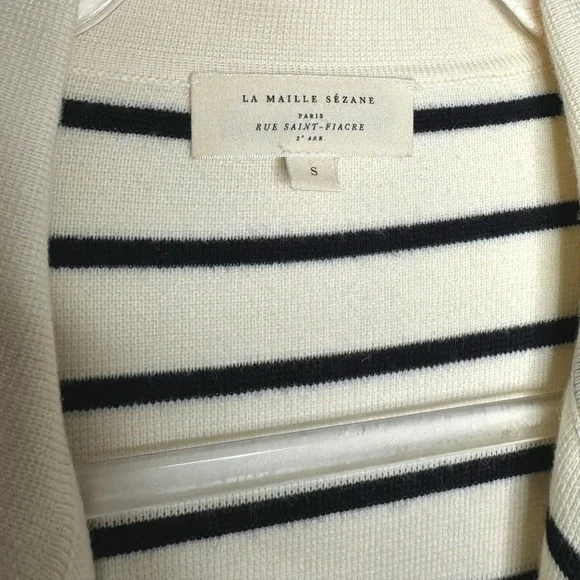 LA MAILLE SÉZANE
PARIS
RUE SAINT-FIACRE
2ᵉ ARR.
S